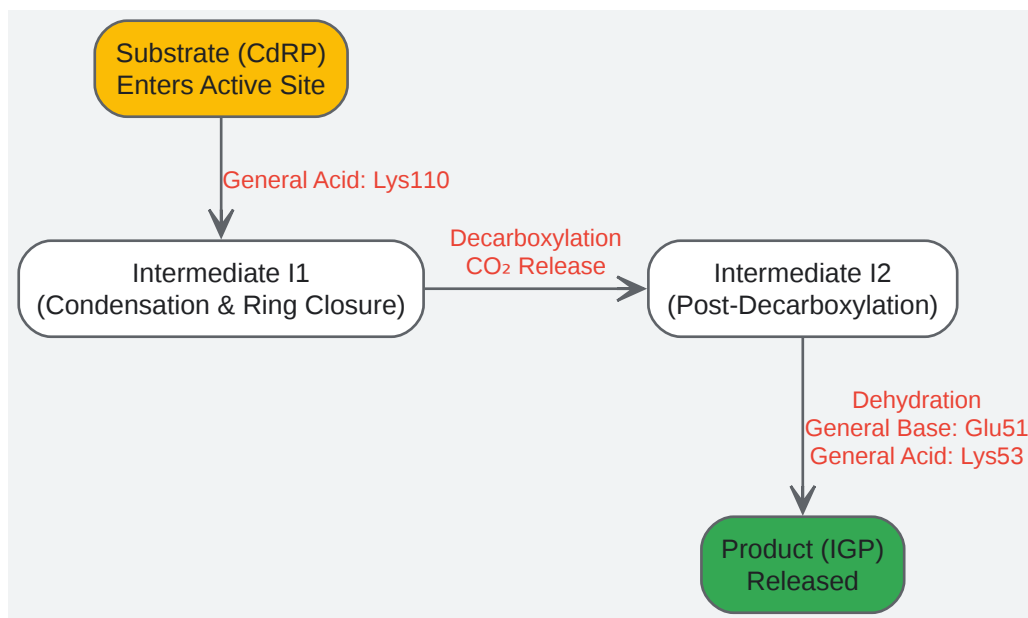 Substrate (CdRP)
Enters Active Site
General Acid: Lys110
Intermediate I1
(Condensation & Ring Closure)
Decarboxylation
CO₂ Release
Intermediate I2
(Post-Decarboxylation)
Dehydration
General Base: Glu51
General Acid: Lys53
Product (IGP)
Released